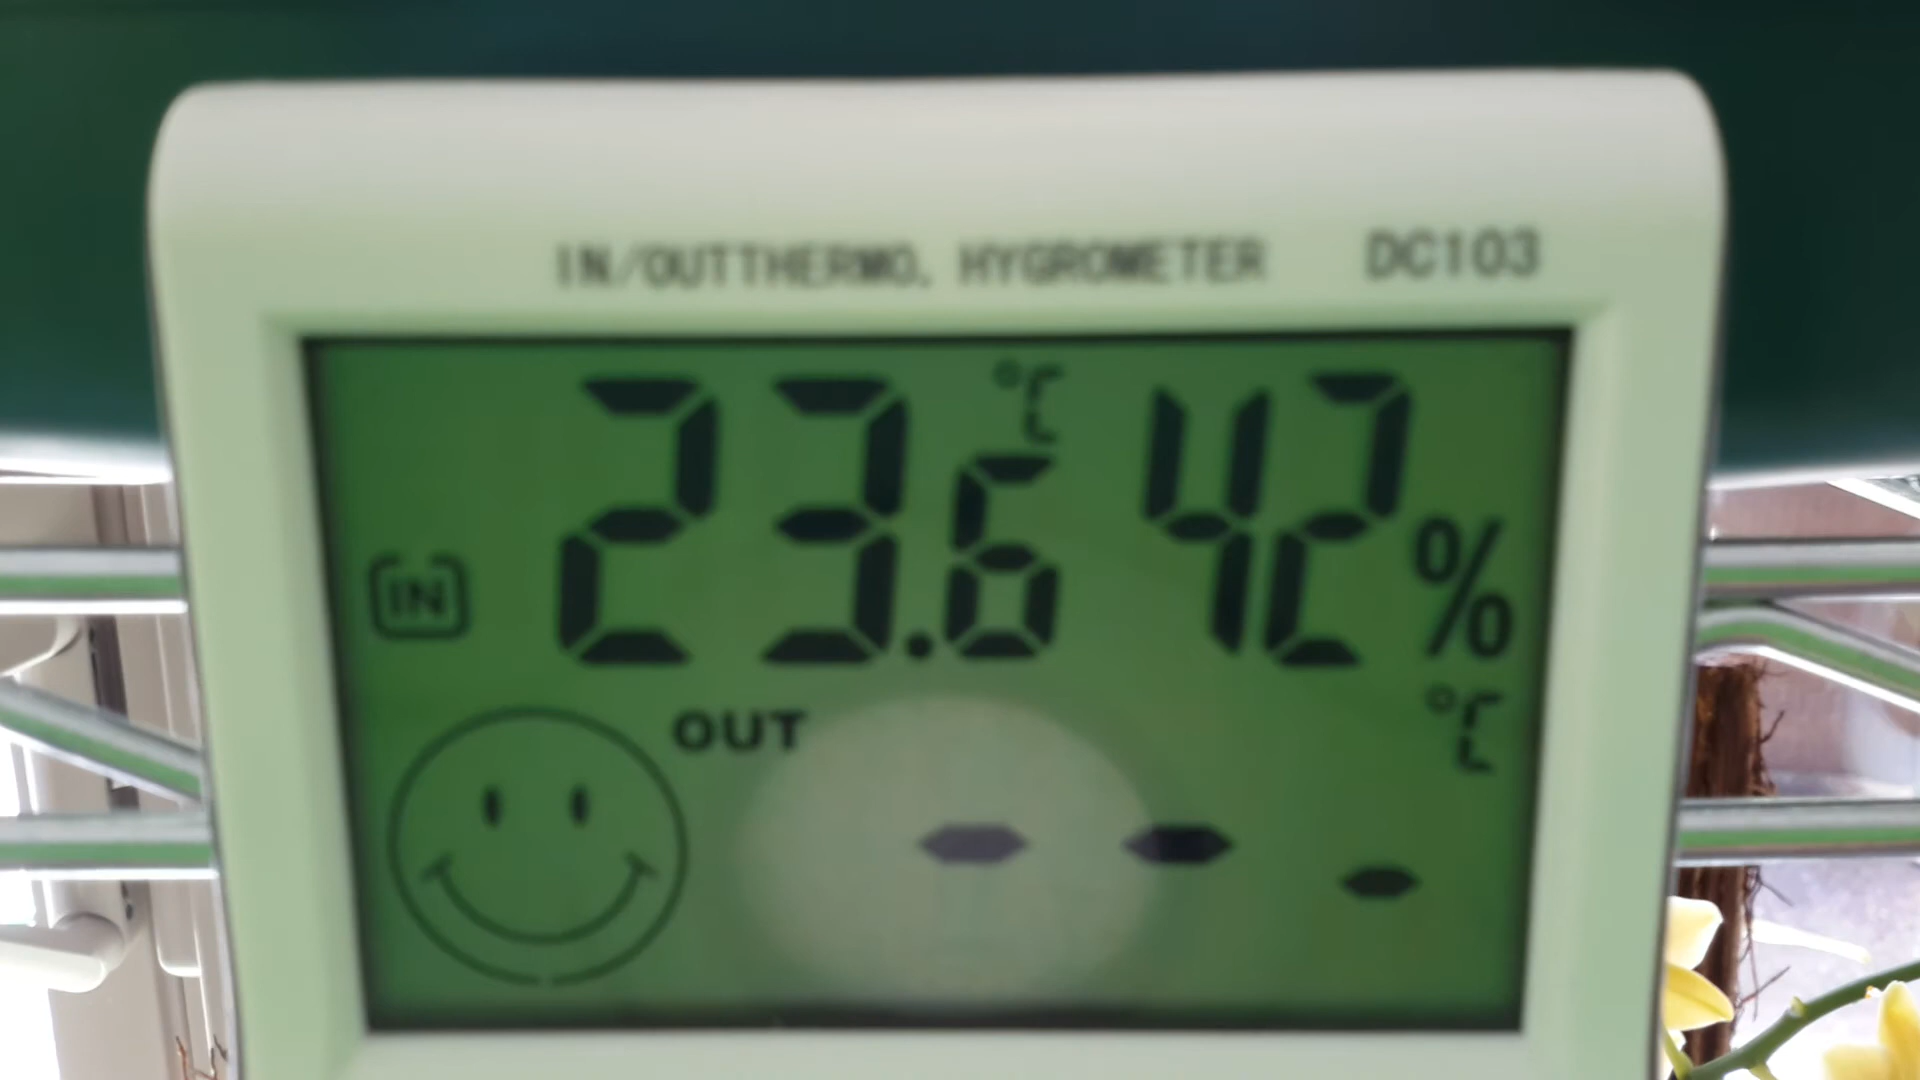 IN/OUTTHERMO. HYGROMETER DC103
IN 23.6 °C 42 %
OUT --.- °C